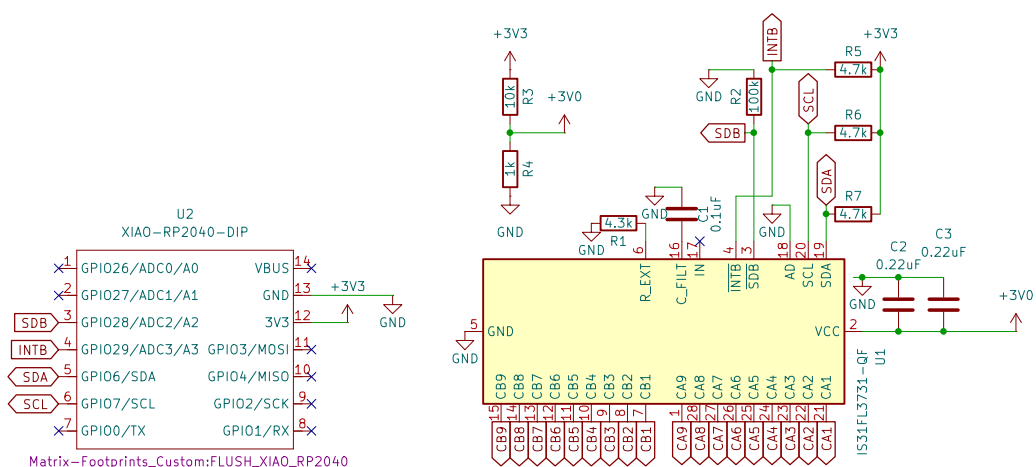 +3V3
10k
R3
+3V0
1k
R4
GND
GND
R2
100k
SDB
INTB
SCL
SDA
+3V3
R5
4.7k
R6
4.7k
R7
4.7k
GND
C1
0.1uF
GND
4.3k
R1
GND
6
16
17
4
3
18
20
19
R_EXT
C_FILT
IN
INTB
SDB
AD
SCL
SDA
5
GND
GND
VCC
2
GND
C2
0.22uF
C3
0.22uF
+3V0
U1
IS31FL3731-QF
CB9
CB8
CB7
CB6
CB5
CB4
CB3
CB2
CB1
CA9
CA8
CA7
CA6
CA5
CA4
CA3
CA2
CA1
15
14
13
12
11
10
9
8
7
1
28
27
26
25
24
23
22
21
CB9
CB8
CB7
CB6
CB5
CB4
CB3
CB2
CB1
CA9
CA8
CA7
CA6
CA5
CA4
CA3
CA2
CA1
U2
XIAO-RP2040-DIP
1 GPIO26/ADC0/A0
2 GPIO27/ADC1/A1
SDB 3 GPIO28/ADC2/A2
INTB 4 GPIO29/ADC3/A3
SDA 5 GPIO6/SDA
SCL 6 GPIO7/SCL
7 GPIO0/TX
VBUS 14
GND 13
3V3 12
GPIO3/MOSI 11
GPIO4/MISO 10
GPIO2/SCK 9
GPIO1/RX 8
+3V3
GND
Matrix-Footprints_Custom:FLUSH_XIAO_RP2040